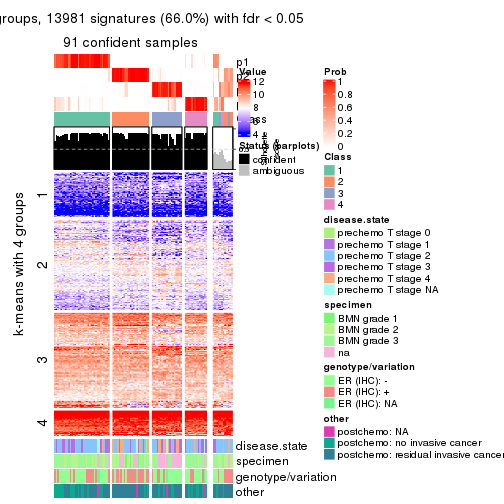 groups, 13981 signatures (66.0%) with fdr < 0.05
91 confident samples
p1
p2
Value
12
10
8
6
4
Status (barplots)
confident
ambiguous
Prob
1
0.8
0.6
0.4
0.2
0
Class
1
2
3
4
disease.state
prechemo T stage 0
prechemo T stage 1
prechemo T stage 2
prechemo T stage 3
prechemo T stage 4
prechemo T stage NA
specimen
BMN grade 1
BMN grade 2
BMN grade 3
na
genotype/variation
ER (IHC): -
ER (IHC): +
ER (IHC): NA
other
postchemo: NA
postchemo: no invasive cancer
postchemo: residual invasive cancer
k-means with 4 groups
1
2
3
4
disease.state
specimen
genotype/variation
other